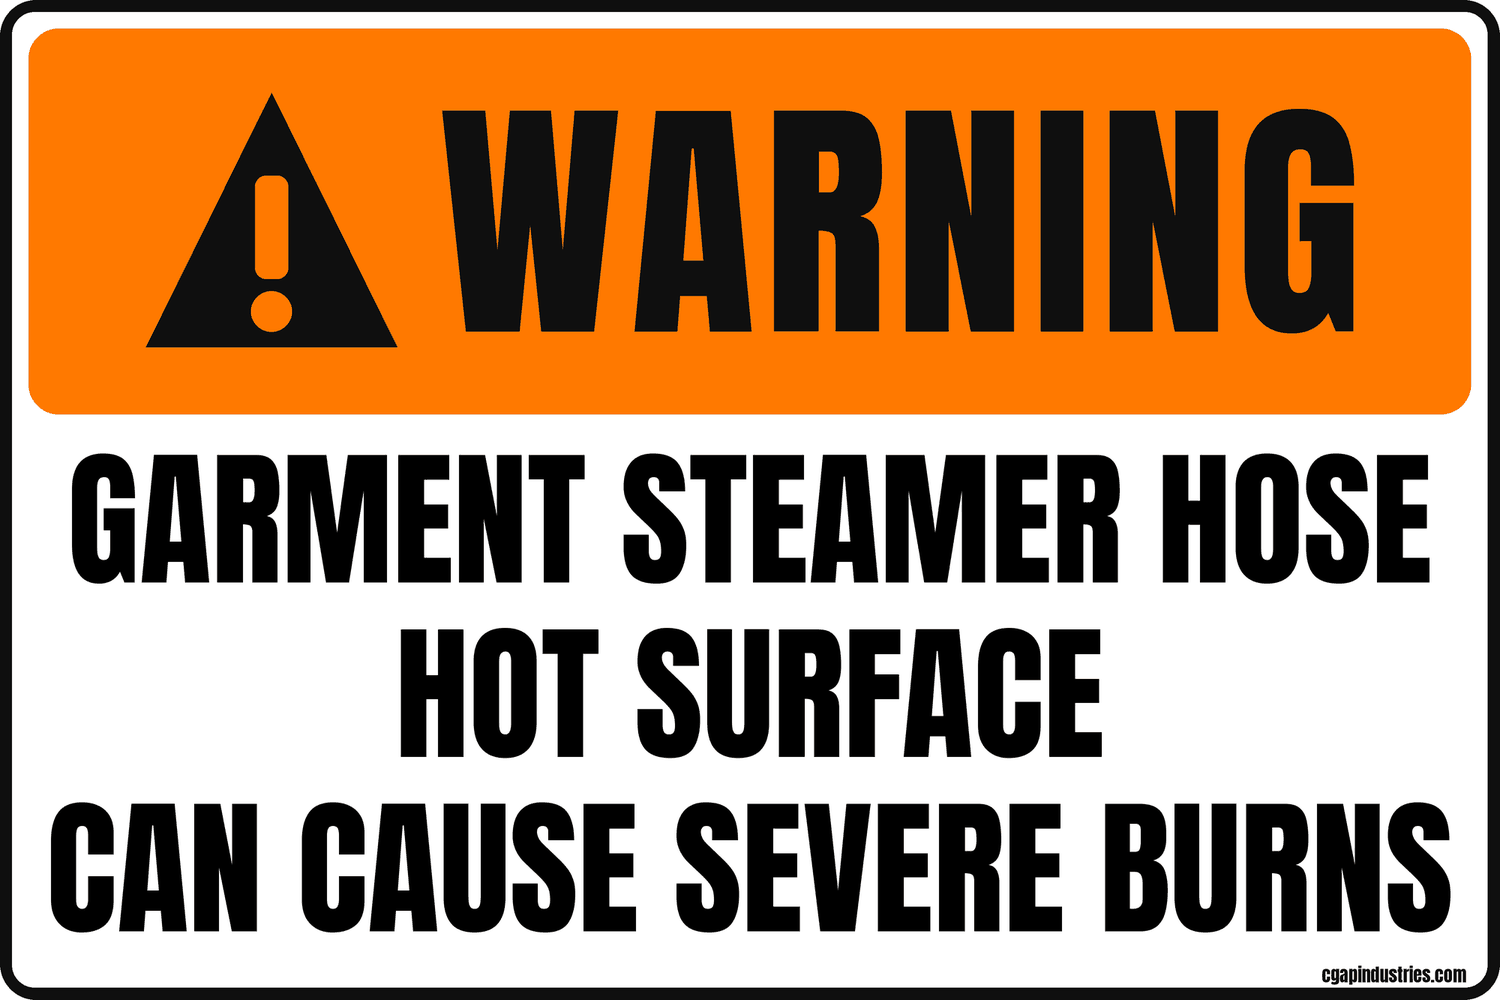 WARNING
GARMENT STEAMER HOSE
HOT SURFACE
CAN CAUSE SEVERE BURNS
cgapindustries.com